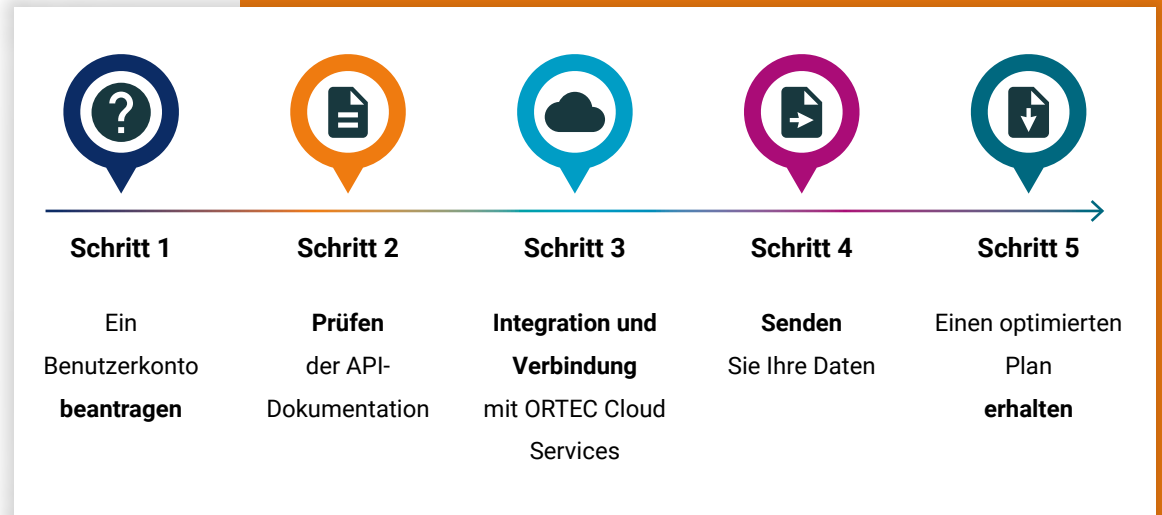 Schritt 1
Ein
Benutzerkonto
beantragen
Schritt 2
Prüfen
der API-
Dokumentation
Schritt 3
Integration und
Verbindung
mit ORTEC Cloud
Services
Schritt 4
Senden
Sie Ihre Daten
Schritt 5
Einen optimierten
Plan
erhalten